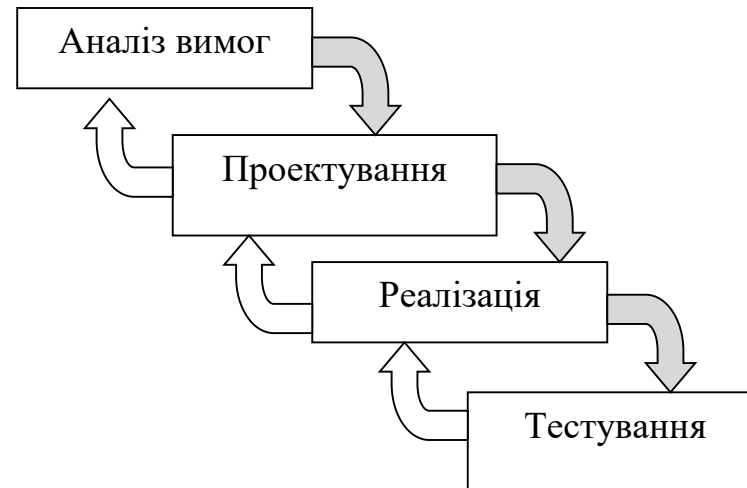 Аналіз вимог
Проектування
Реалізація
Тестування